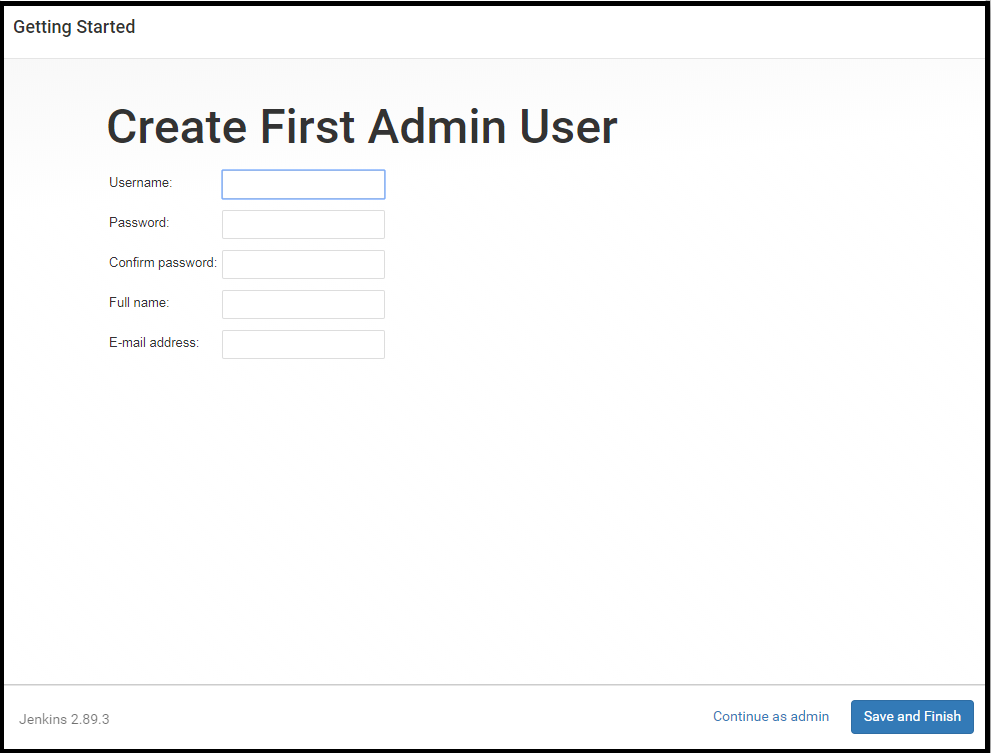 Getting Started
Create First Admin User
Username:
Password:
Confirm password:
Full name:
E-mail address:
Jenkins 2.89.3
Continue as admin
Save and Finish